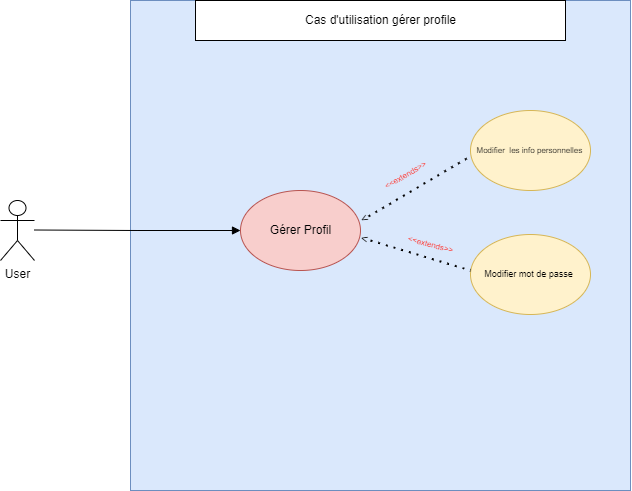 Cas d'utilisation gérer profile
Modifier les info personnelles
<<extends>>
Gérer Profil
<<extends>>
User
Modifier mot de passe